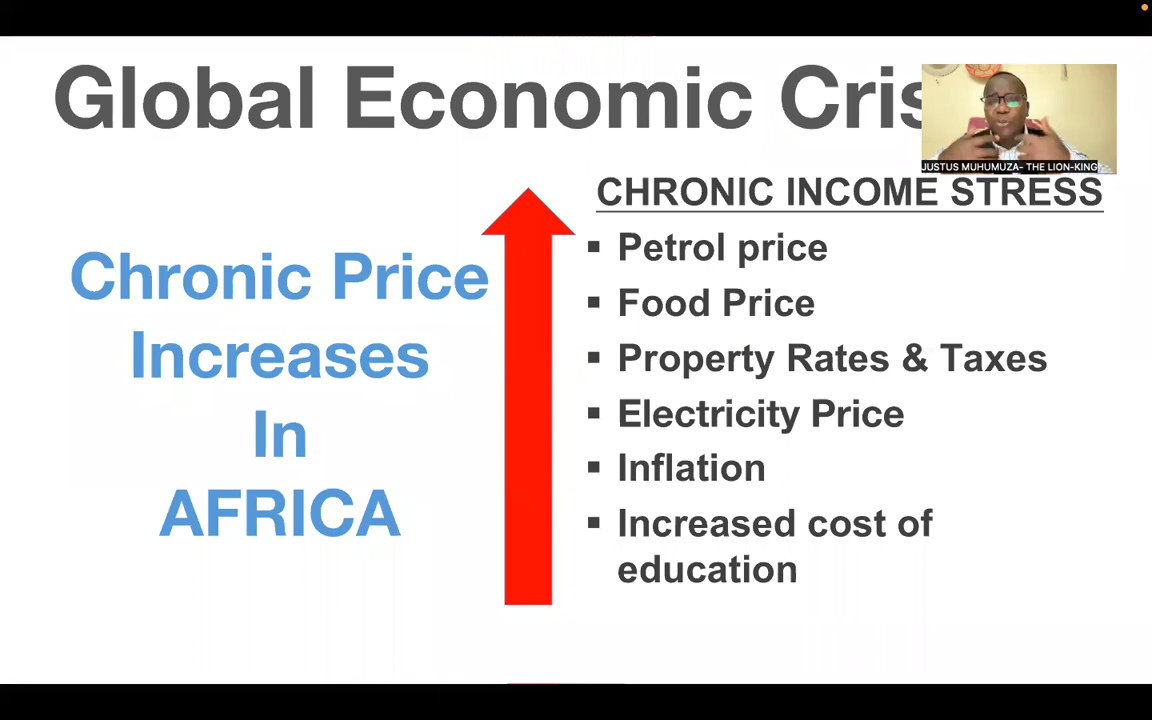 Global Economic Cris
JUSTUS MUHUMUZA- THE LION-KING
CHRONIC INCOME STRESS
Chronic Price
Increases
In
AFRICA
▪ Petrol price
▪ Food Price
▪ Property Rates & Taxes
▪ Electricity Price
▪ Inflation
▪ Increased cost of
education